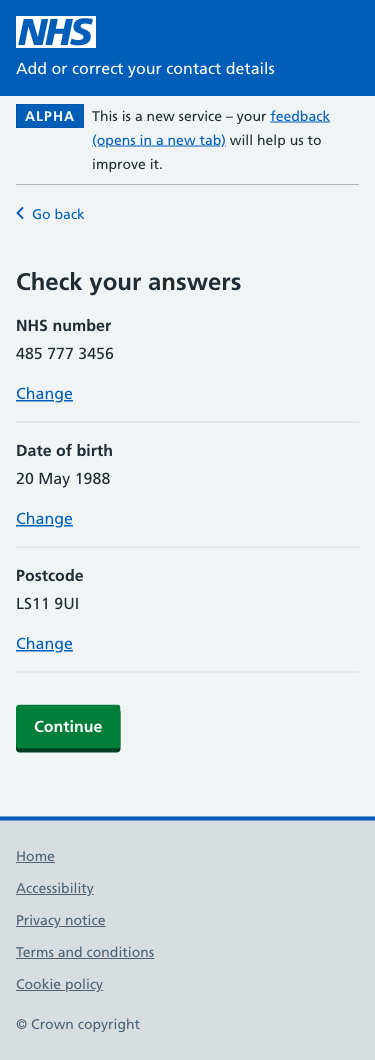 NHS
Add or correct your contact details
ALPHA This is a new service – your feedback
(opens in a new tab) will help us to
improve it.
Go back
Check your answers
NHS number
485 777 3456
Change
Date of birth
20 May 1988
Change
Postcode
LS11 9UI
Change
Continue
Home
Accessibility
Privacy notice
Terms and conditions
Cookie policy
© Crown copyright